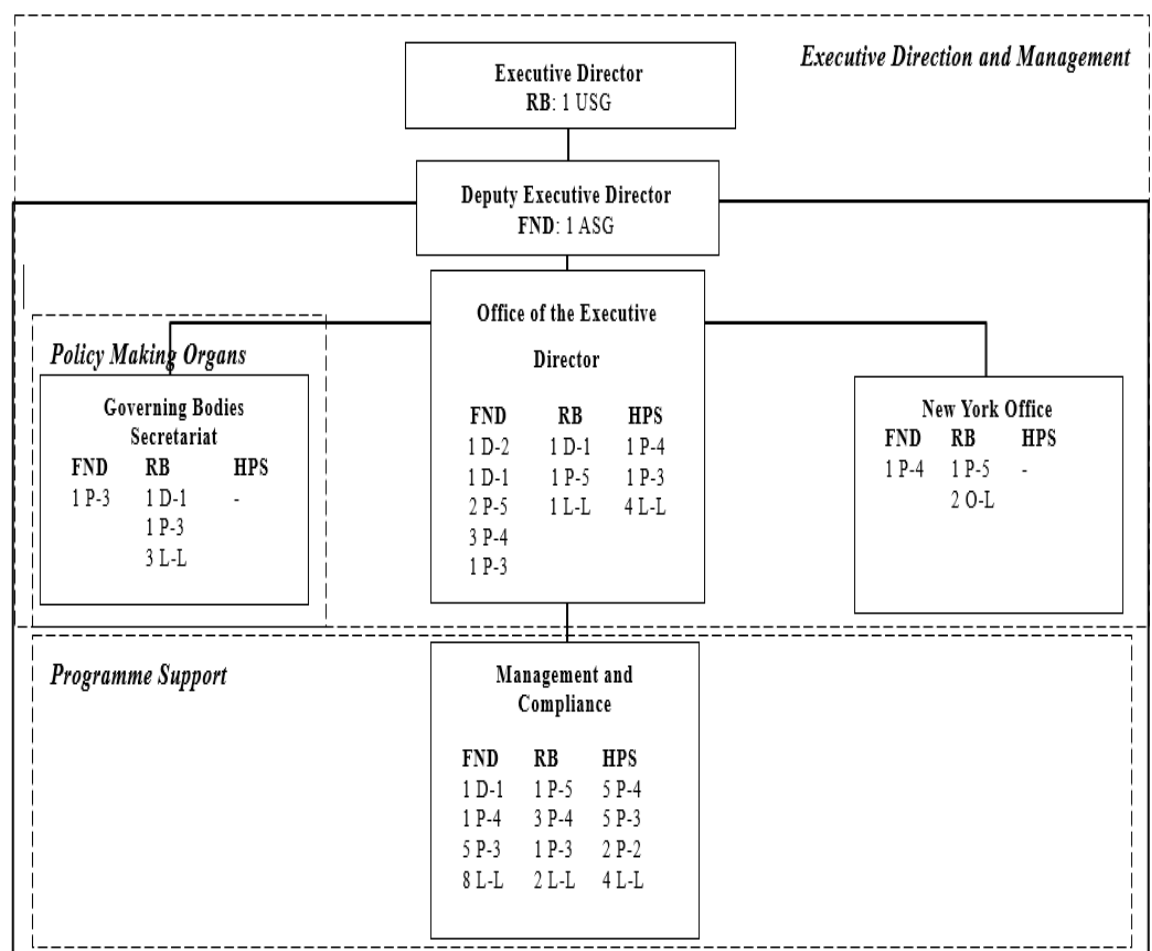 Executive Direction and Management
Executive Director
RB: 1 USG
Deputy Executive Director
FND: 1 ASG
Policy Making Organs
Governing Bodies
Secretariat
FND RB HPS
1 P-3 1 D-1 -
1 P-3
3 L-L
Office of the Executive
Director
FND RB HPS
1 D-2 1 D-1 1 P-4
1 D-1 1 P-5 1 P-3
2 P-5 1 L-L 4 L-L
3 P-4
1 P-3
New York Office
FND RB HPS
1 P-4 1 P-5 -
2 O-L
Programme Support
Management and
Compliance
FND RB HPS
1 D-1 1 P-5 5 P-4
1 P-4 3 P-4 5 P-3
5 P-3 1 P-3 2 P-2
8 L-L 2 L-L 4 L-L